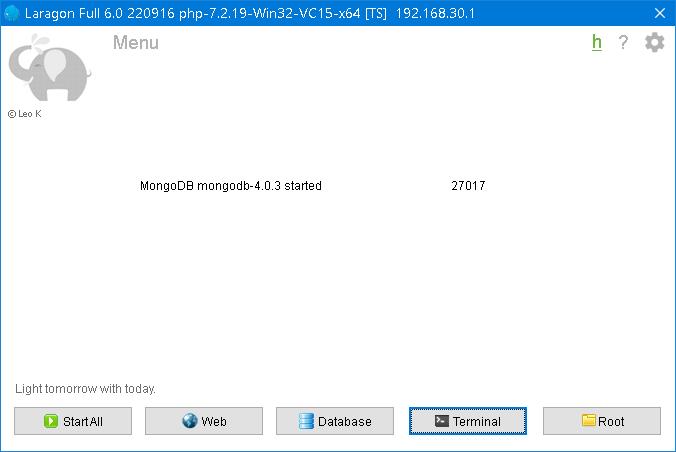 Laragon Full 6.0 220916 php-7.2.19-Win32-VC15-x64 [TS] 192.168.30.1
Menu
h ?
© Leo K
MongoDB mongodb-4.0.3 started 27017
Light tomorrow with today.
Start All Web Database Terminal Root